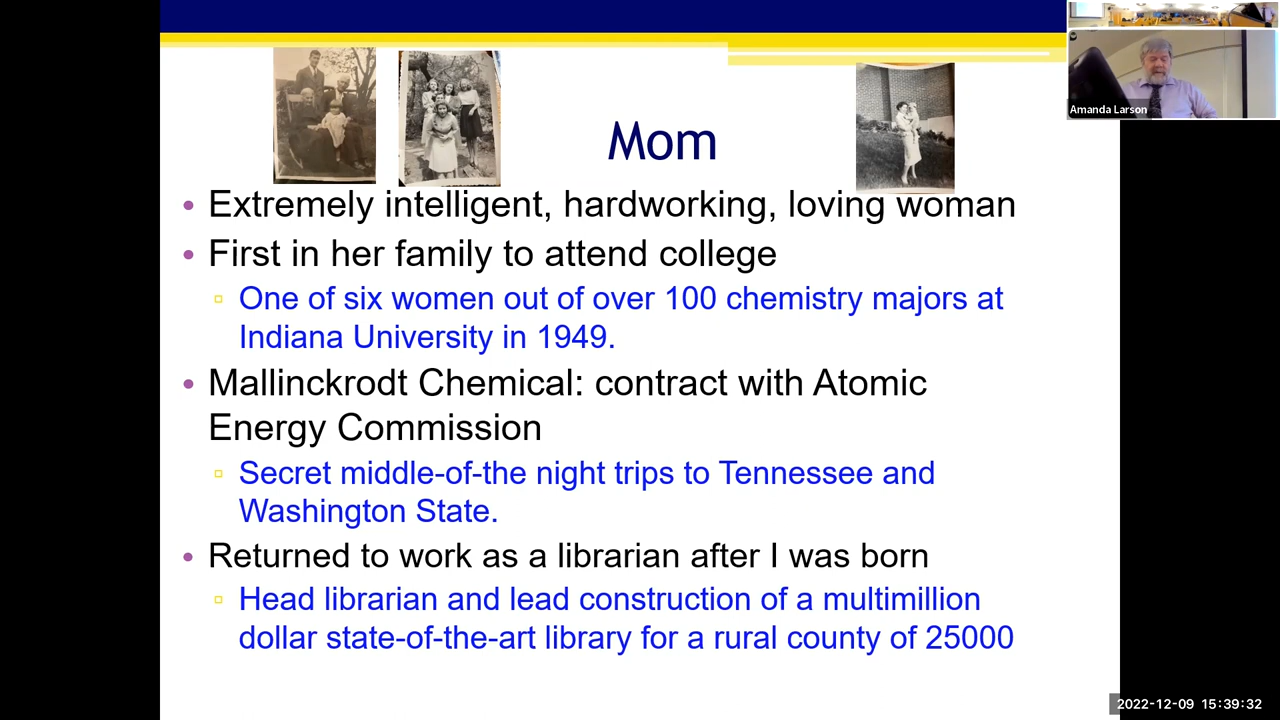 Amanda Larson
Mom
Extremely intelligent, hardworking, loving woman
First in her family to attend college
One of six women out of over 100 chemistry majors at
Indiana University in 1949.
Mallinckrodt Chemical: contract with Atomic
Energy Commission
Secret middle-of-the night trips to Tennessee and
Washington State.
Returned to work as a librarian after I was born
Head librarian and lead construction of a multimillion
dollar state-of-the-art library for a rural county of 25000
2022-12-09 15:39:32